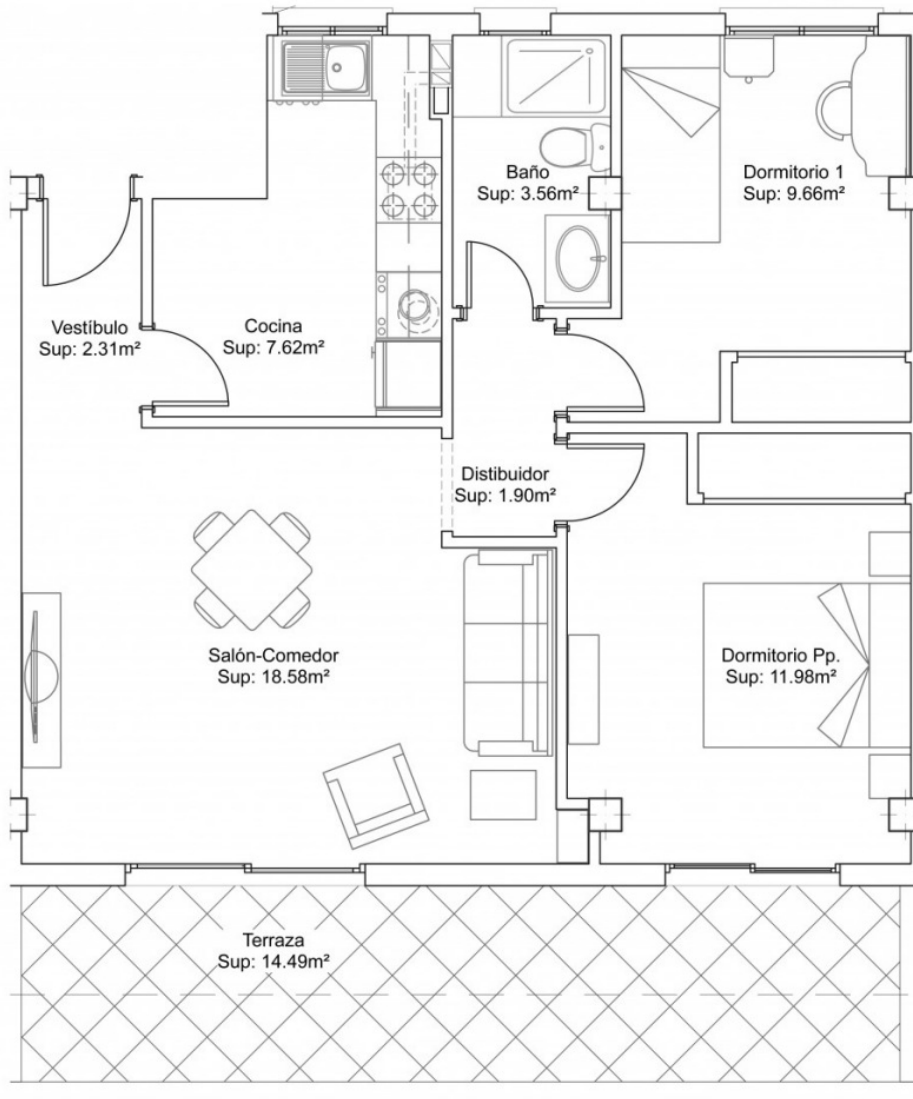 Baño
Sup: 3.56m²
Dormitorio 1
Sup: 9.66m²
Vestíbulo
Sup: 2.31m²
Cocina
Sup: 7.62m²
Distibuidor
Sup: 1.90m²
Salón-Comedor
Sup: 18.58m²
Dormitorio Pp.
Sup: 11.98m²
Terraza
Sup: 14.49m²